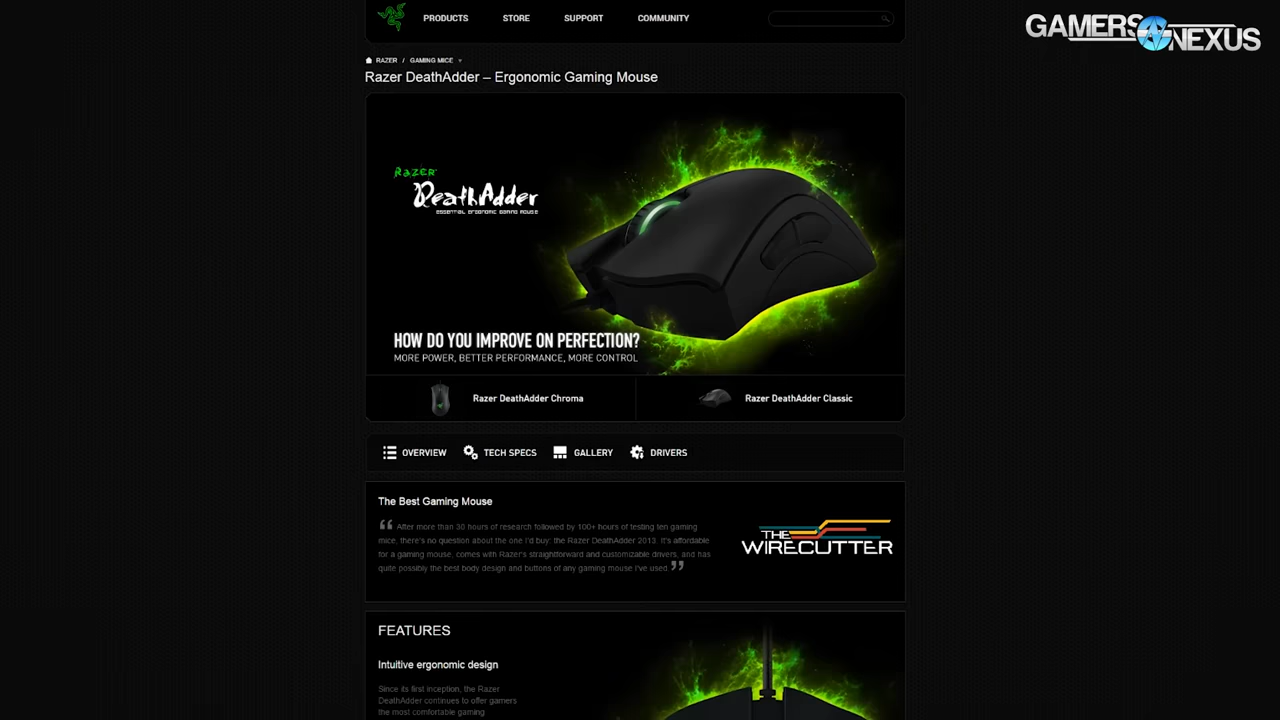 PRODUCTS STORE SUPPORT COMMUNITY
GAMERS NEXUS
RAZER / GAMING MICE
Razer DeathAdder – Ergonomic Gaming Mouse
RAZER
DeathAdder
essential ergonomic gaming mouse
HOW DO YOU IMPROVE ON PERFECTION?
MORE POWER, BETTER PERFORMANCE, MORE CONTROL
Razer DeathAdder Chroma Razer DeathAdder Classic
OVERVIEW TECH SPECS GALLERY DRIVERS
The Best Gaming Mouse
“ After more than 30 hours of research followed by 100+ hours of testing ten gaming
mice, there's no question about the one I'd buy: the Razer DeathAdder 2013. It's affordable
for a gaming mouse, comes with Razer's straightforward and customizable drivers, and has
quite possibly the best body design and buttons of any gaming mouse I've used. ”
THE
WIRECUTTER
FEATURES
Intuitive ergonomic design
Since its first inception, the Razer
DeathAdder continues to offer gamers
the most comfortable gaming